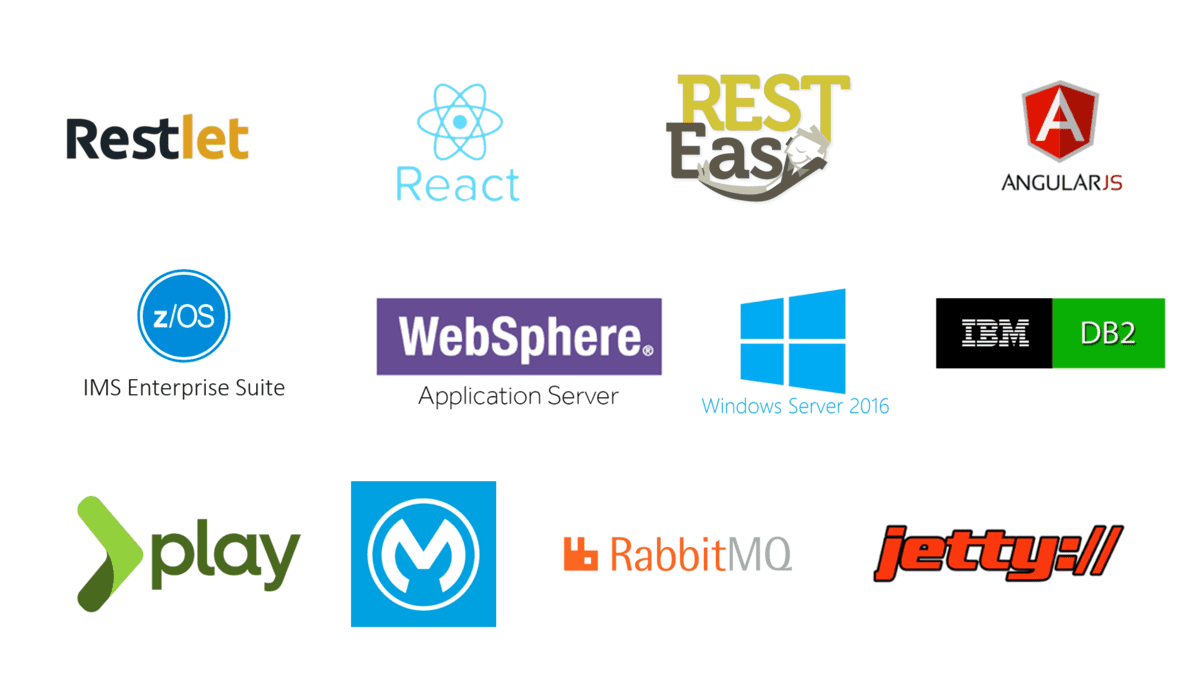 Restlet
React
REST
Easy
ANGULARJS
z/OS
IMS Enterprise Suite
WebSphere®
Application Server
Windows Server 2016
IBM DB2
play
RabbitMQ
jetty://